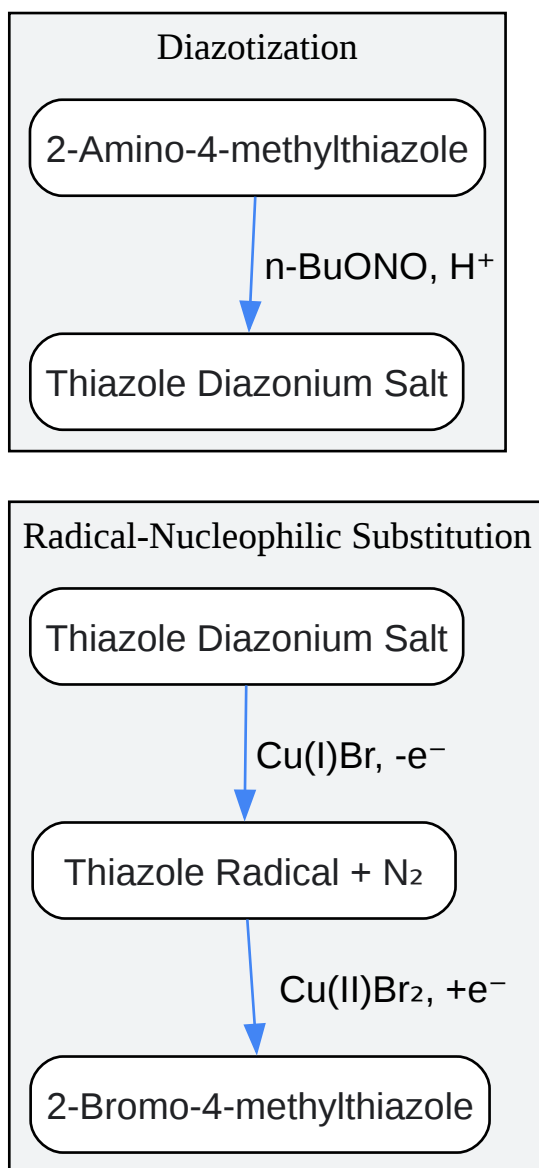 Diazotization
2-Amino-4-methylthiazole
n-BuONO, H⁺
Thiazole Diazonium Salt
Radical-Nucleophilic Substitution
Thiazole Diazonium Salt
Cu(I)Br, -e⁻
Thiazole Radical + N₂
Cu(II)Br₂, +e⁻
2-Bromo-4-methylthiazole